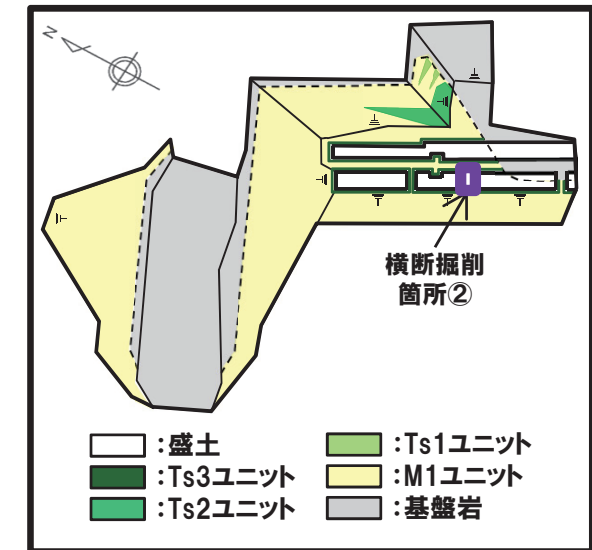 N
I
横断掘削
箇所②
：盛土
：Ts1ユニット
：Ts3ユニット
：M1ユニット
：Ts2ユニット
：基盤岩